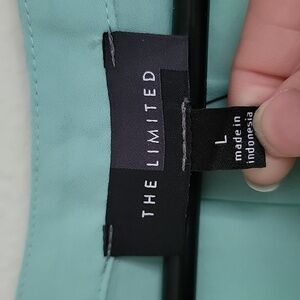 THE LIMITED
L
made in
indonesia